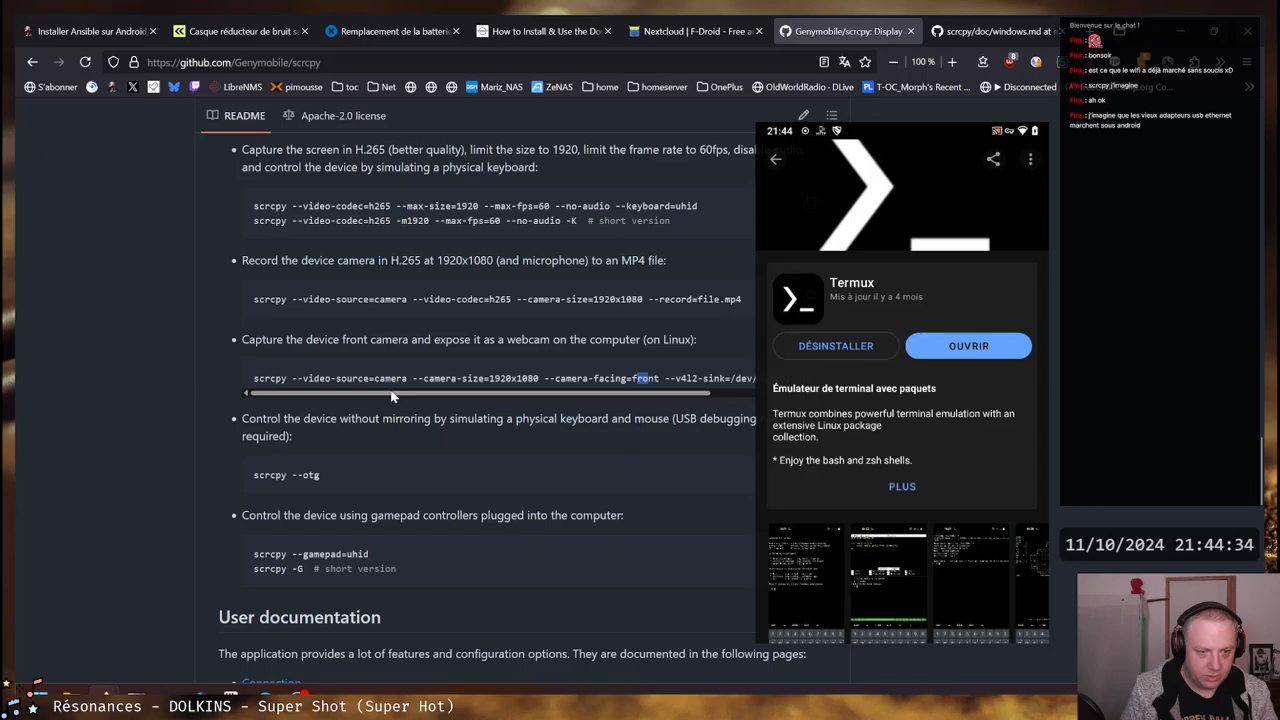 Installer Ansible sur Android
Casque réducteur de bruit s
Remplacement de la batti
How to Install & Use the Do
Nextcloud | F-Droid - Free a
Genymobile/scrcpy: Display
scrcpy/doc/windows.md at
https://github.com/Genymobile/scrcpy
100 %
S'abonner
LibreNMS
pimousse
toc
Net
home
homeserver
OnePlus
OldWorldRadio - DLive
T-OC_Morph's Recent ...
Disconnected
Mariz_NAS
ZeNAS
README
Apache-2.0 license
Capture the screen in H.265 (better quality), limit the size to 1920, limit the frame rate to 60fps, disable audio,
and control the device by simulating a physical keyboard:
scrcpy --video-codec=h265 --max-size=1920 --max-fps=60 --no-audio --keyboard=uhid
scrcpy --video-codec=h265 -m1920 --max-fps=60 --no-audio -K # short version
Record the device camera in H.265 at 1920x1080 (and microphone) to an MP4 file:
scrcpy --video-source=camera --video-codec=h265 --camera-size=1920x1080 --record=file.mp4
Capture the device front camera and expose it as a webcam on the computer (on Linux):
scrcpy --video-source=camera --camera-size=1920x1080 --camera-facing=front --v4l2-sink=/dev/
Control the device without mirroring by simulating a physical keyboard and mouse (USB debugging
required):
scrcpy --otg
Control the device using gamepad controllers plugged into the computer:
scrcpy --gamepad=uhid
scrcpy -G # short version
User documentation
The application provides a lot of features and configuration options. They are documented in the following pages:
Connection
21:44
Termux
Mis à jour il y a 4 mois
DÉSINSTALLER
OUVRIR
Émulateur de terminal avec paquets
Termux combines powerful terminal emulation with an
extensive Linux package
collection.
* Enjoy the bash and zsh shells.
PLUS
Bienvenue sur le chat !
: bonsoir
: est ce que le wifi a déjà marché sans soucis xD
: scrcpy j'imagine
: ah ok
: j'imagine que les vieux adapteurs usb ethernet
marchent sous android
11/10/2024 21:44:34
Résonances - DOLKINS - Super Shot (Super Hot)